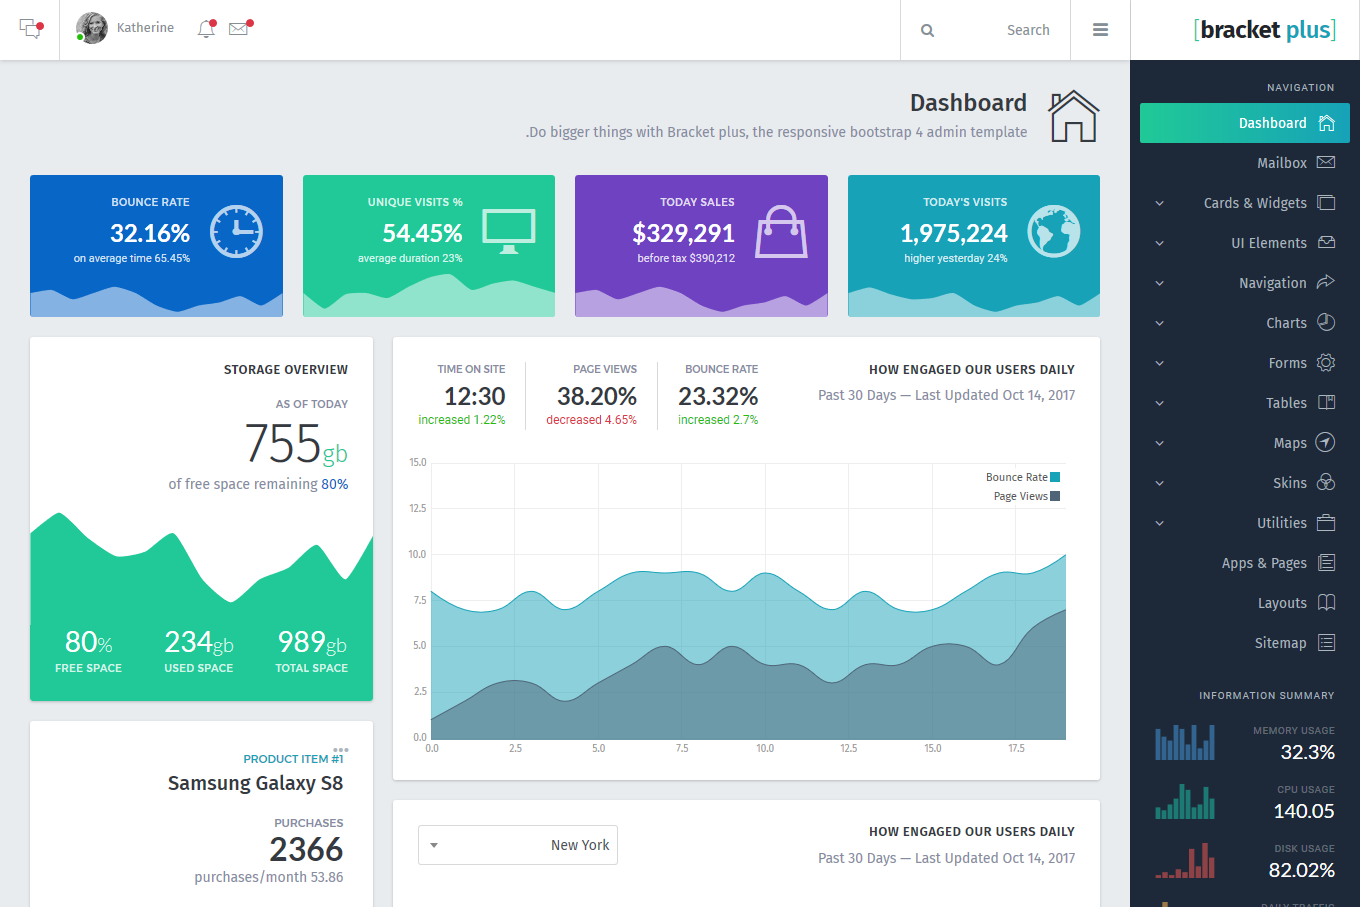 Katherine
Search
[bracket plus]
NAVIGATION
Dashboard
Mailbox
Cards & Widgets
UI Elements
Navigation
Charts
Forms
Tables
Maps
Skins
Utilities
Apps & Pages
Layouts
Sitemap
INFORMATION SUMMARY
MEMORY USAGE
32.3%
CPU USAGE
140.05
DISK USAGE
82.02%
DAILY TRAFFIC
Dashboard
.Do bigger things with Bracket plus, the responsive bootstrap 4 admin template
BOUNCE RATE
32.16%
on average time 65.45%
UNIQUE VISITS %
54.45%
average duration 23%
TODAY SALES
$329,291
before tax $390,212
TODAY'S VISITS
1,975,224
higher yesterday 24%
STORAGE OVERVIEW
AS OF TODAY
755gb
of free space remaining 80%
80%
FREE SPACE
234gb
USED SPACE
989gb
TOTAL SPACE
PRODUCT ITEM #1
Samsung Galaxy S8
PURCHASES
2366
purchases/month 53.86
TIME ON SITE
12:30
increased 1.22%
PAGE VIEWS
38.20%
decreased 4.65%
BOUNCE RATE
23.32%
increased 2.7%
HOW ENGAGED OUR USERS DAILY
Past 30 Days — Last Updated Oct 14, 2017
Bounce Rate
Page Views
15.0
12.5
10.0
7.5
5.0
2.5
0.0
0.0 2.5 5.0 7.5 10.0 12.5 15.0 17.5
New York
HOW ENGAGED OUR USERS DAILY
Past 30 Days — Last Updated Oct 14, 2017